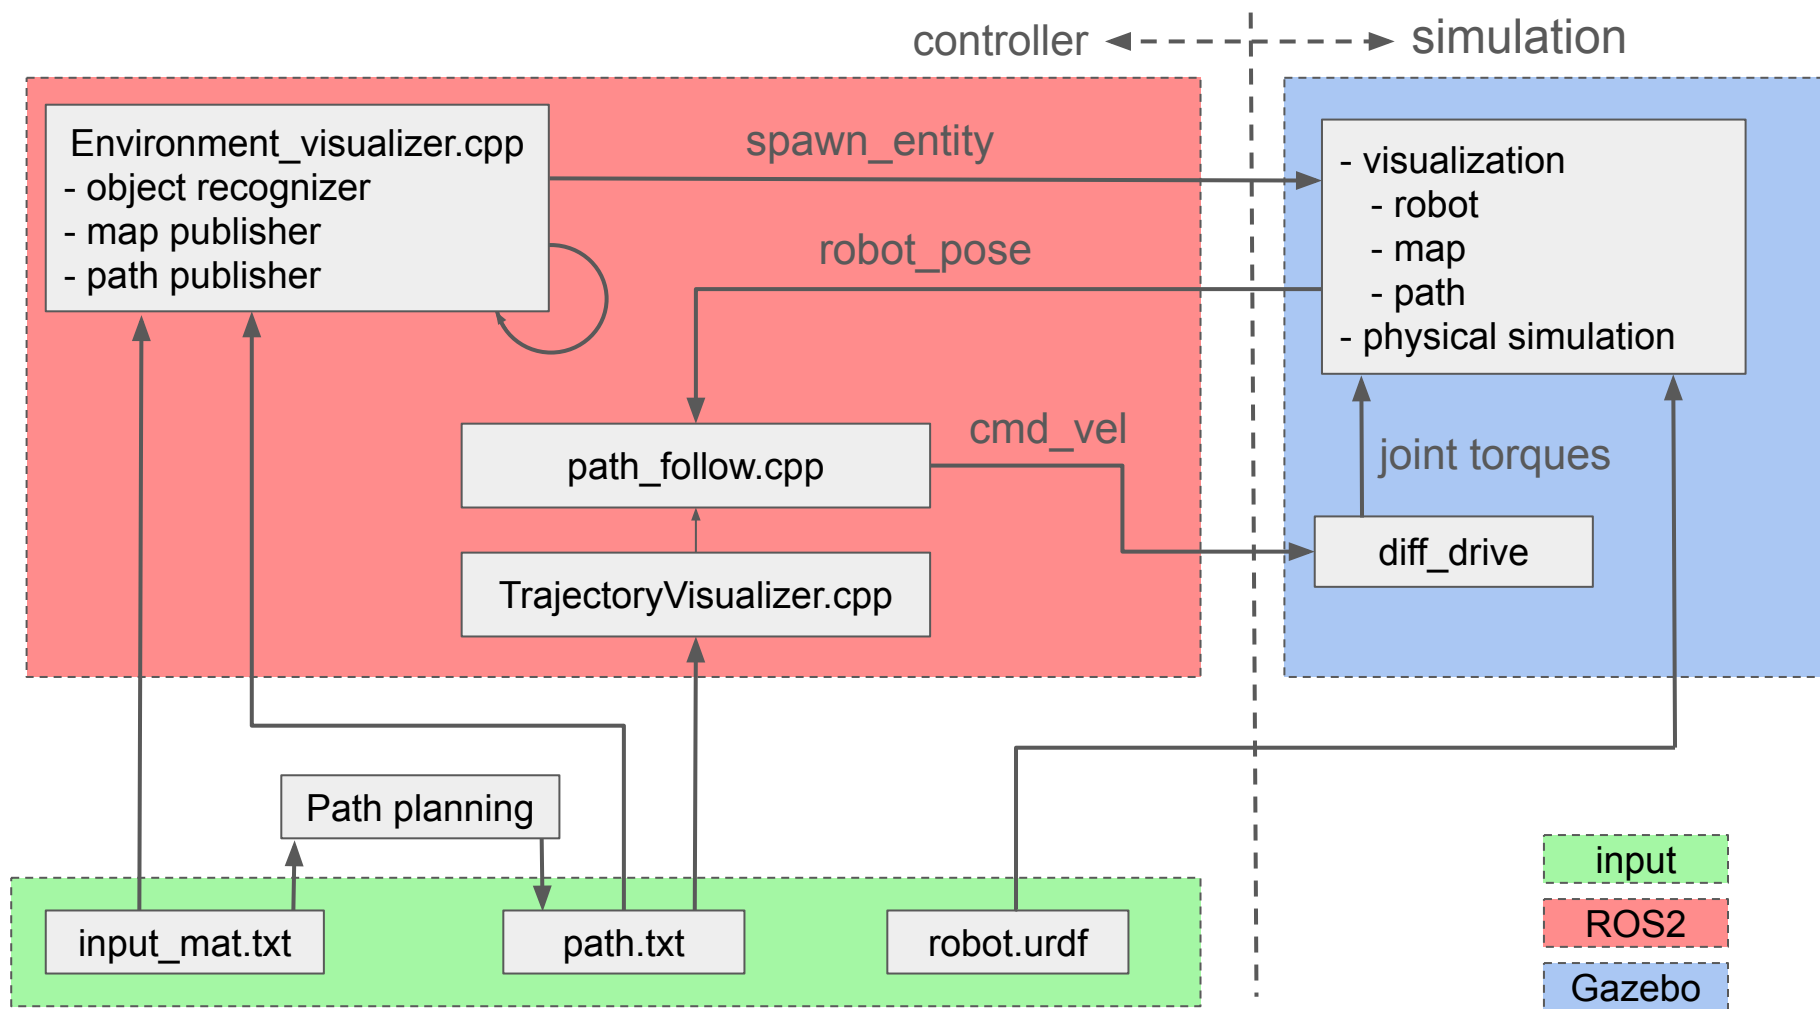 controller
simulation
Environment_visualizer.cpp
- object recognizer
- map publisher
- path publisher
spawn_entity
robot_pose
- visualization
- robot
- map
- path
- physical simulation
path_follow.cpp
cmd_vel
joint torques
diff_drive
TrajectoryVisualizer.cpp
Path planning
input_mat.txt
path.txt
robot.urdf
input
ROS2
Gazebo